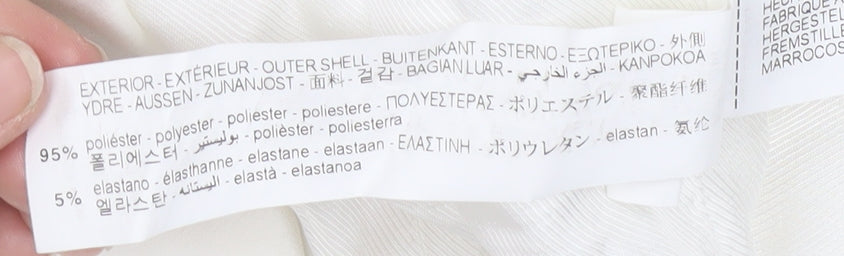 EXTERIOR - EXTÉRIEUR - OUTER SHELL - BUITENKANT - ESTERNO - ΕΞΩΤΕΡΙΚΟ - 外側
YDRE - AUSSEN - ZUNANJOST - 面料 - 겉감 - BAGIAN LUAR - الجزء الخارجي - KANPOKOA
95% poliéster - polyester - poliester - poliestere - ΠΟΛΥΕΣΤΕΡΑΣ - ポリエステル - 聚酯纤维
폴리에스터 - بوليستير - polièster - poliesterra
5% elastano - élasthanne - elastane - elastaan - ΕΛΑΣΤΙΝΗ - ポリウレタン - elastan - 氨纶
엘라스탄 - اليستانه - elastà - elastanoa
FABRIQUÉ
HERGESTEL
FREMSTILLE
MARROCOS